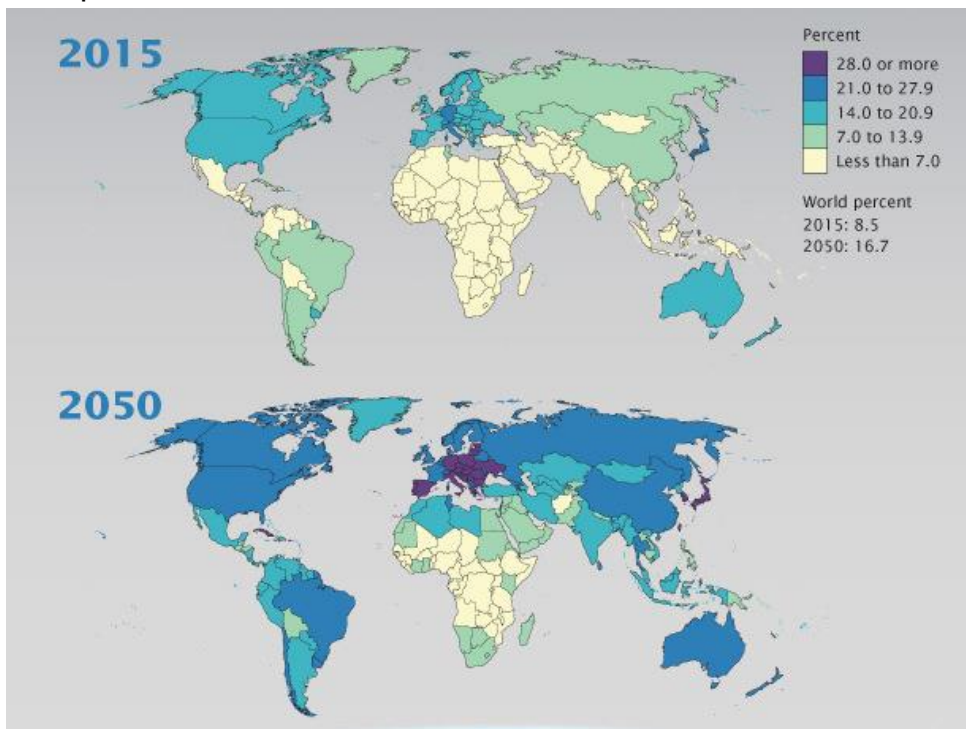 2015
Percent
28.0 or more
21.0 to 27.9
14.0 to 20.9
7.0 to 13.9
Less than 7.0
World percent
2015: 8.5
2050: 16.7
2050